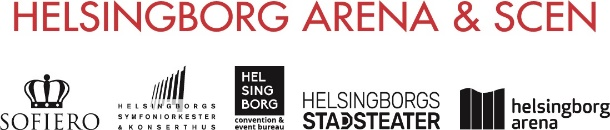 HELSINGBORG ARENA & SCEN
SOFIERO
HELSINGBORGS
SYMFONIORKESTER
& KONSERTHUS
HEL
SING
BORG
convention &
event bureau
HELSINGBORGS
STADSTEATER
helsingborg
arena